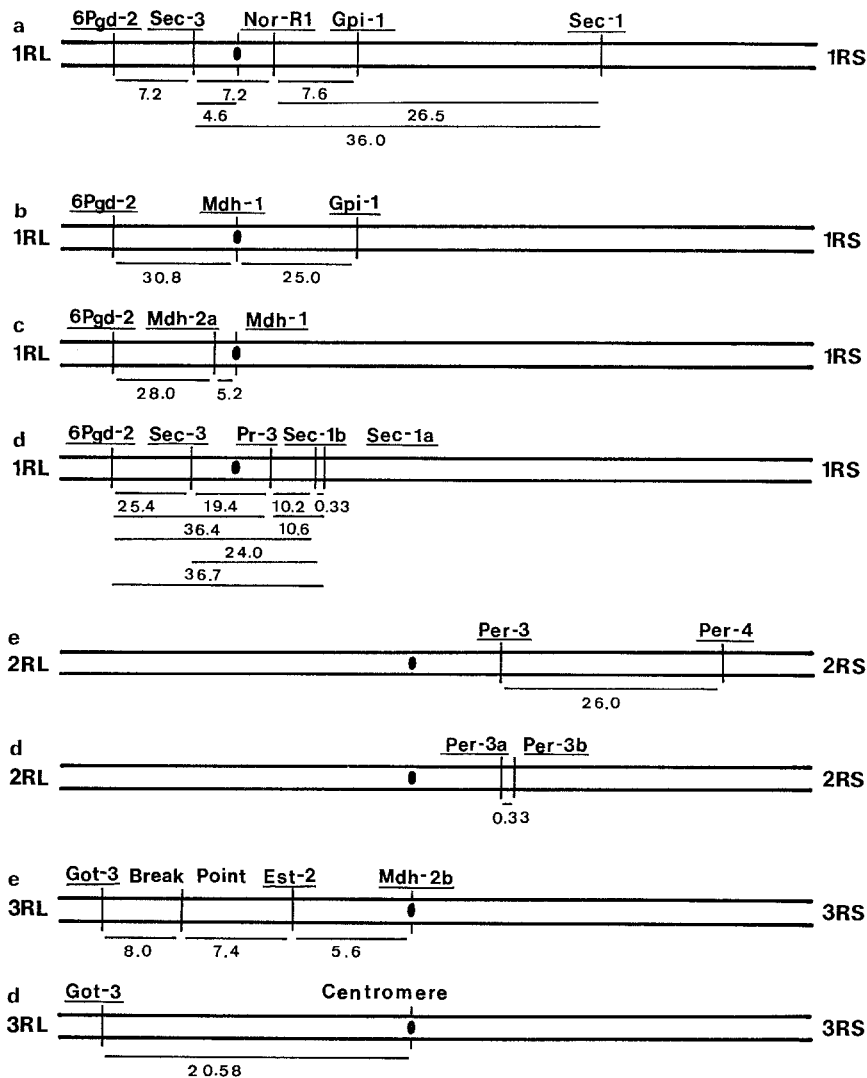 a
6Pgd-2 Sec-3 Nor-R1 Gpi-1 Sec-1
1RL 1RS
7.2 7.2 7.6
4.6 26.5
36.0
b
6Pgd-2 Mdh-1 Gpi-1
1RL 1RS
30.8 25.0
c
6Pgd-2 Mdh-2a Mdh-1
1RL 1RS
28.0 5.2
d
6Pgd-2 Sec-3 Pr-3 Sec-1b Sec-1a
1RL 1RS
25.4 19.4 10.2 0.33
36.4 10.6
24.0
36.7
e
Per-3 Per-4
2RL 2RS
26.0
d
Per-3a Per-3b
2RL 2RS
0.33
e
Got-3 Break Point Est-2 Mdh-2b
3RL 3RS
8.0 7.4 5.6
d
Got-3 Centromere
3RL 3RS
20.58